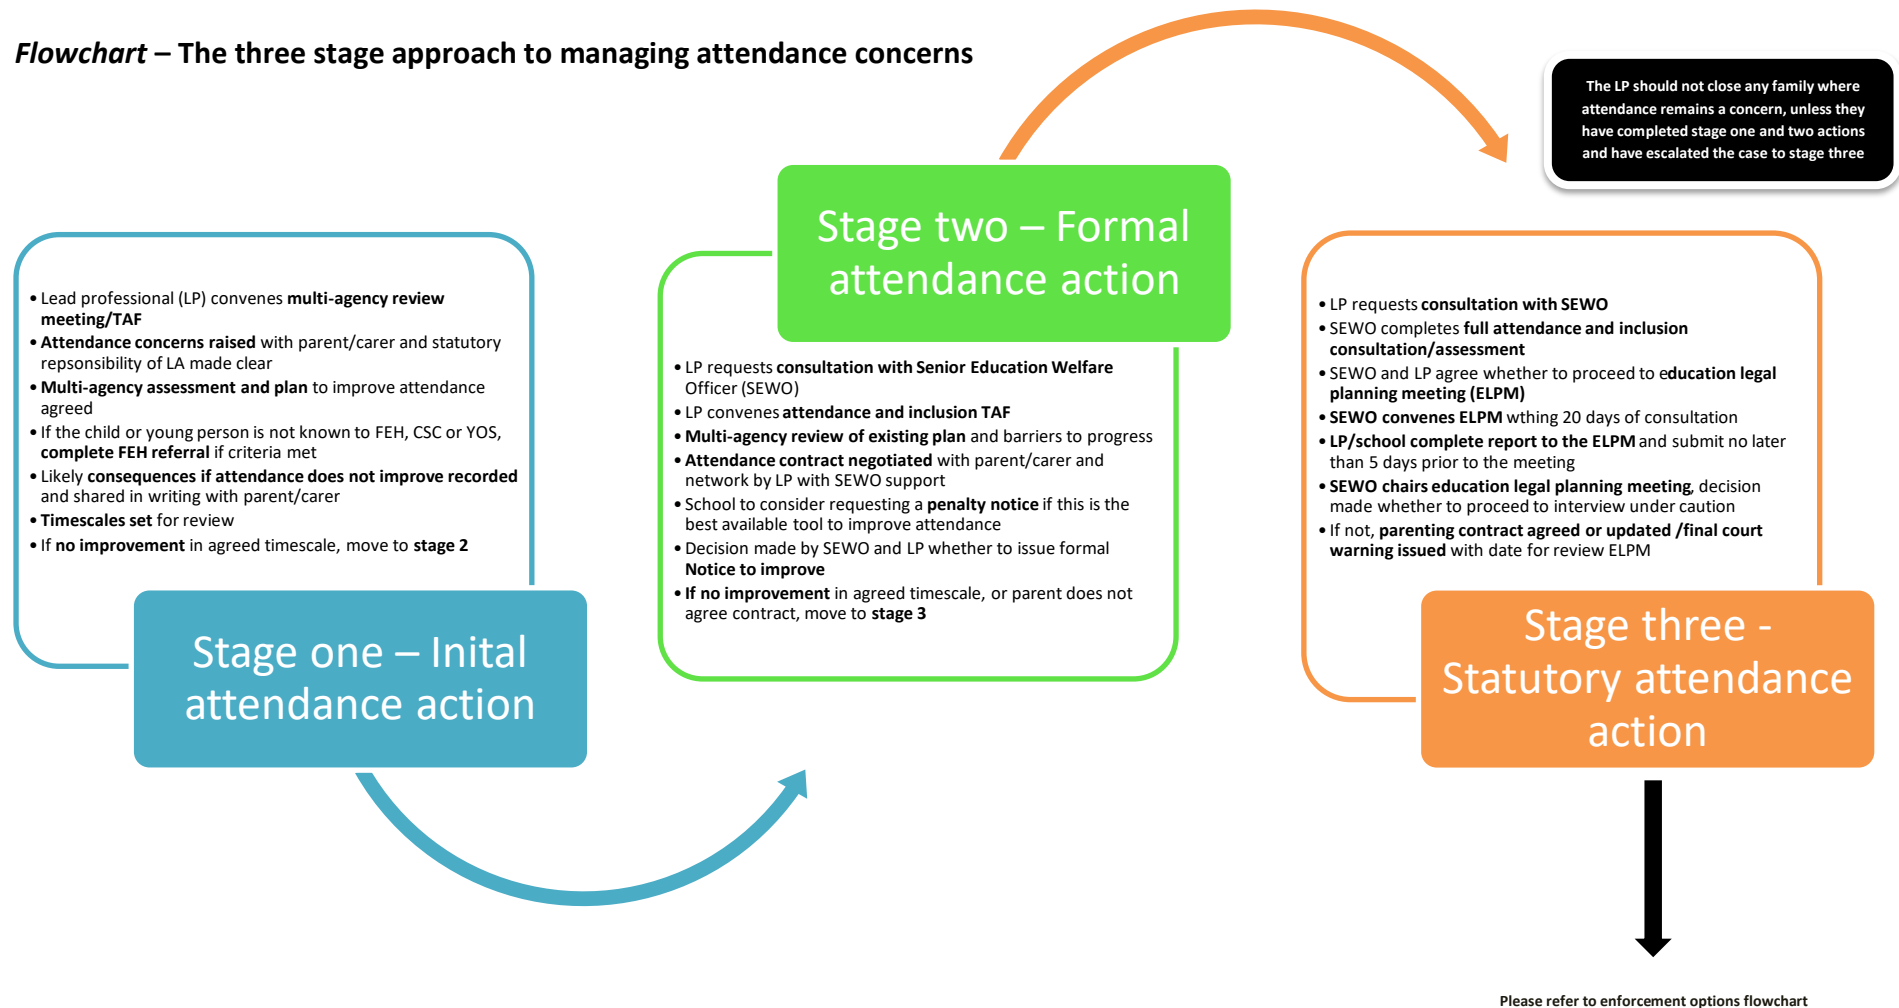 Flowchart – The three stage approach to managing attendance concerns
The LP should not close any family where
attendance remains a concern, unless they
have completed stage one and two actions
and have escalated the case to stage three
• Lead professional (LP) convenes multi-agency review
meeting/TAF
• Attendance concerns raised with parent/carer and statutory
repsonsibility of LA made clear
• Multi-agency assessment and plan to improve attendance
agreed
• If the child or young person is not known to FEH, CSC or YOS,
complete FEH referral if criteria met
• Likely consequences if attendance does not improve recorded
and shared in writing with parent/carer
• Timescales set for review
• If no improvement in agreed timescale, move to stage 2
Stage one – Inital
attendance action
Stage two – Formal
attendance action
• LP requests consultation with Senior Education Welfare
Officer (SEWO)
• LP convenes attendance and inclusion TAF
• Multi-agency review of existing plan and barriers to progress
• Attendance contract negotiated with parent/carer and
network by LP with SEWO support
• School to consider requesting a penalty notice if this is the
best available tool to improve attendance
• Decision made by SEWO and LP whether to issue formal
Notice to improve
• If no improvement in agreed timescale, or parent does not
agree contract, move to stage 3
• LP requests consultation with SEWO
• SEWO completes full attendance and inclusion
consultation/assessment
• SEWO and LP agree whether to proceed to education legal
planning meeting (ELPM)
• SEWO convenes ELPM wthing 20 days of consultation
• LP/school complete report to the ELPM and submit no later
than 5 days prior to the meeting
• SEWO chairs education legal planning meeting, decision
made whether to proceed to interview under caution
• If not, parenting contract agreed or updated /final court
warning issued with date for review ELPM
Stage three -
Statutory attendance
action
Please refer to enforcement options flowchart